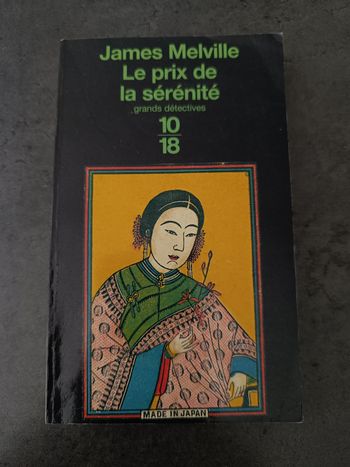 James Melville
Le prix de
la sérénité
grands détectives
10
18
MADE IN JAPAN